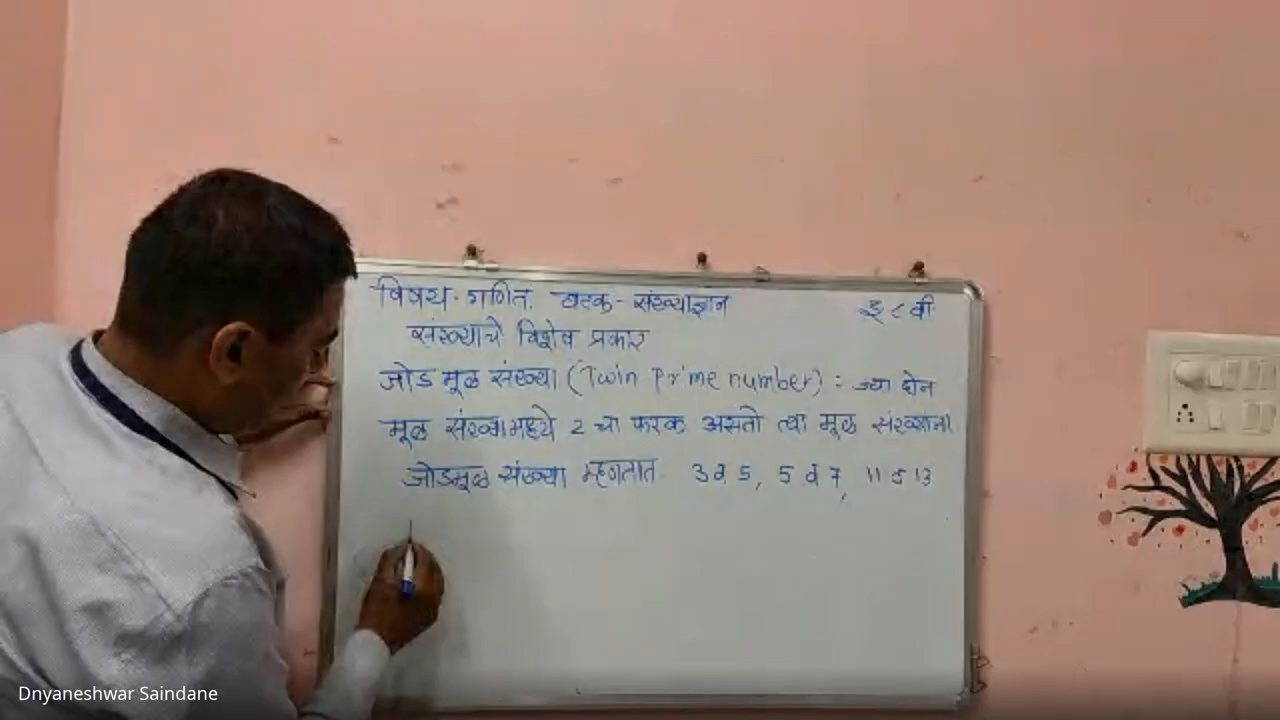 विषय- गणित. घटक - संख्याज्ञान इ ८ वी
संख्याचे विशेष प्रकार
जोड मूळ संख्या (Twin Prime number) : ज्या दोन
मूळ संख्यामध्ये 2 चा फरक असतो त्या मूळ संख्याना
जोडमूळ संख्या म्हणतात. 3 व 5, 5 व 7, 11 व 13
Dnyaneshwar Saindane